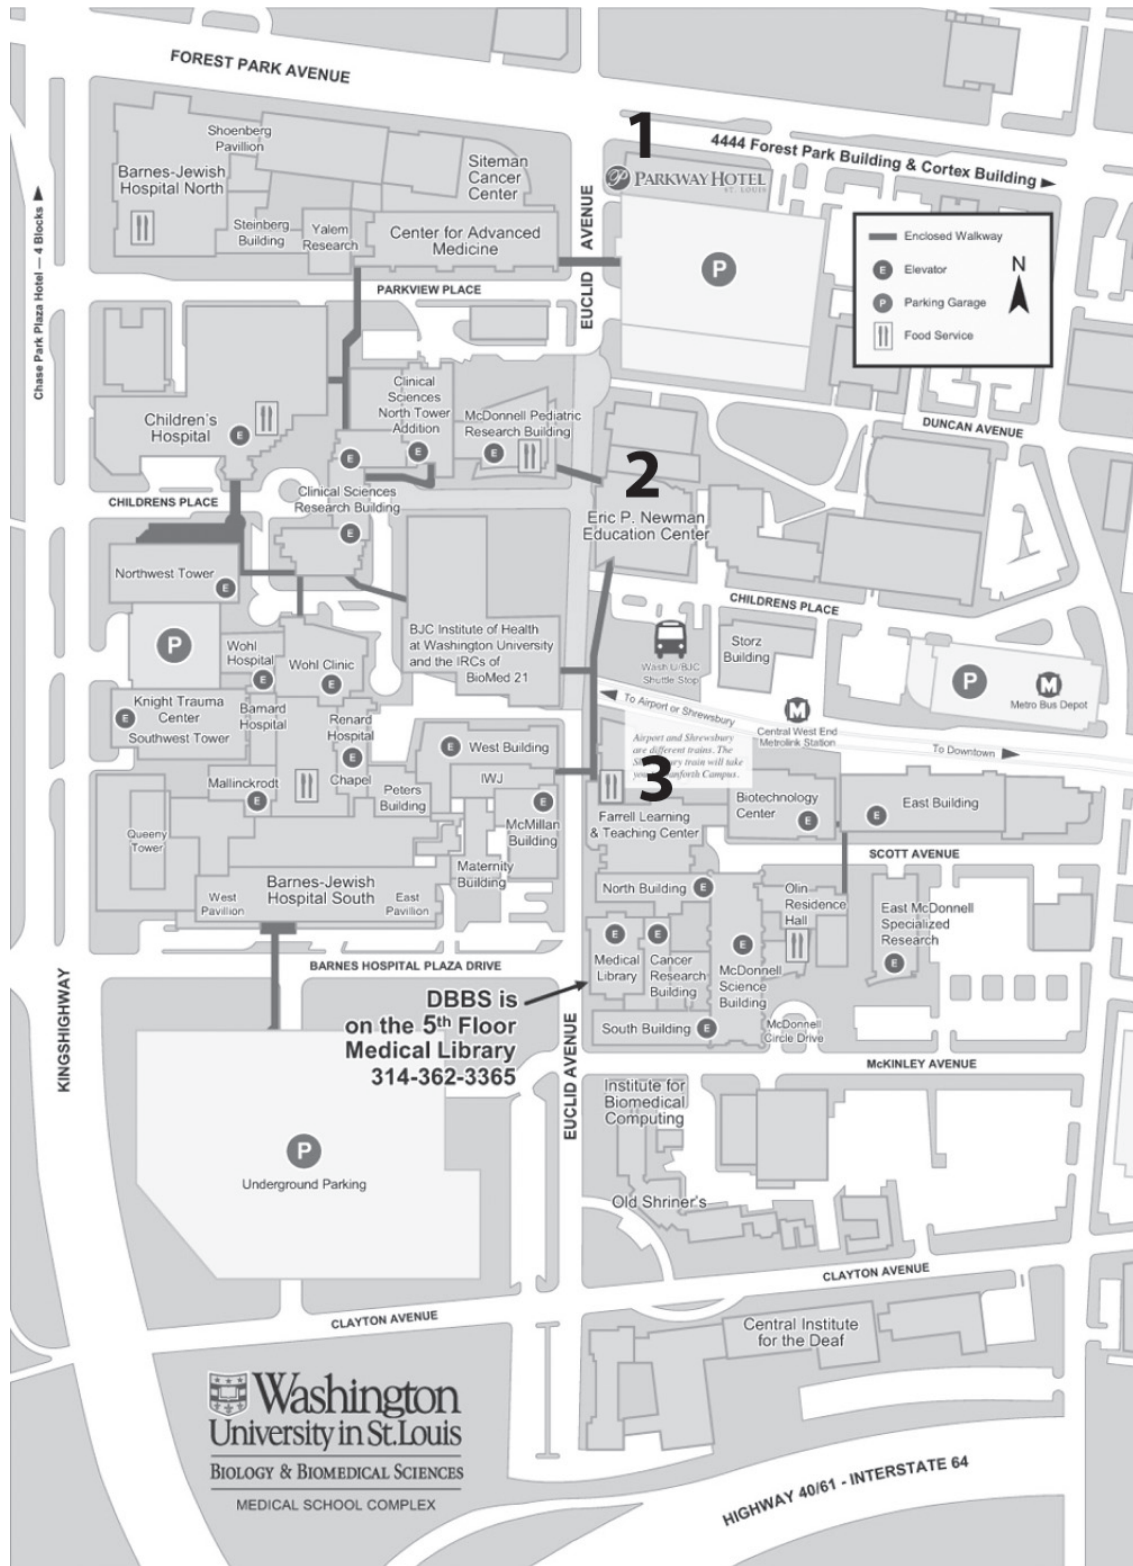 FOREST PARK AVENUE
1
4444 Forest Park Building & Cortex Building ►
P PARKWAY HOTEL
ST. LOUIS
Shoenberg
Pavilion
Barnes-Jewish
Hospital North
Siteman
Cancer
Center
Steinberg
Building
Yalem
Research
Center for Advanced
Medicine
EUCLID AVENUE
P
Enclosed Walkway
E Elevator
P Parking Garage
Food Service
N
Chase Park Plaza Hotel — 4 Blocks ►
PARKVIEW PLACE
Clinical
Sciences
North Tower
Addition
McDonnell Pediatric
Research Building
Children's
Hospital
E
E
E
E
DUNCAN AVENUE
2
Eric P. Newman
Education Center
CHILDRENS PLACE
Clinical Sciences
Research Building
E
Northwest Tower
E
CHILDRENS PLACE
BJC Institute of Health
at Washington University
and the IRCs of
BioMed 21
P
Wohl
Hospital
E
Wohl Clinic
E
Wash U/BJC
Shuttle Stop
Storz
Building
P
M
Metro Bus Depot
Knight Trauma
Center
E
Southwest Tower
Barnard
Hospital
Renard
Hospital
E
Chapel
E West Building
IWJ
To Airport or Shrewsbury
M
Central West End
Metrolink Station
To Downtown
Airport and Shrewsbury
are different trains. The
3
Mallinckrodt
E
Peters
Building
E
McMillan
Building
Farrell Learning
& Teaching Center
Biotechnology
Center
E
E
East Building
Queeny
Tower
Maternity
Building
SCOTT AVENUE
Barnes-Jewish
Hospital South
West
Pavilion
East
Pavilion
North Building E
Olin
Residence
Hall
East McDonnell
Specialized
Research
E
E
Medical
Library
E
Cancer
Research
Building
E
McDonnell
Science
Building
BARNES HOSPITAL PLAZA DRIVE
DBBS is
on the 5th Floor
Medical Library
314-362-3365
South Building E
McDonnell
Circle Drive
McKINLEY AVENUE
KINGSHIGHWAY
EUCLID AVENUE
Institute for
Biomedical
Computing
P
Underground Parking
Old Shriner's
CLAYTON AVENUE
CLAYTON AVENUE
Central Institute
for the Deaf
Washington
University in St. Louis
BIOLOGY & BIOMEDICAL SCIENCES
MEDICAL SCHOOL COMPLEX
HIGHWAY 40/61 - INTERSTATE 64